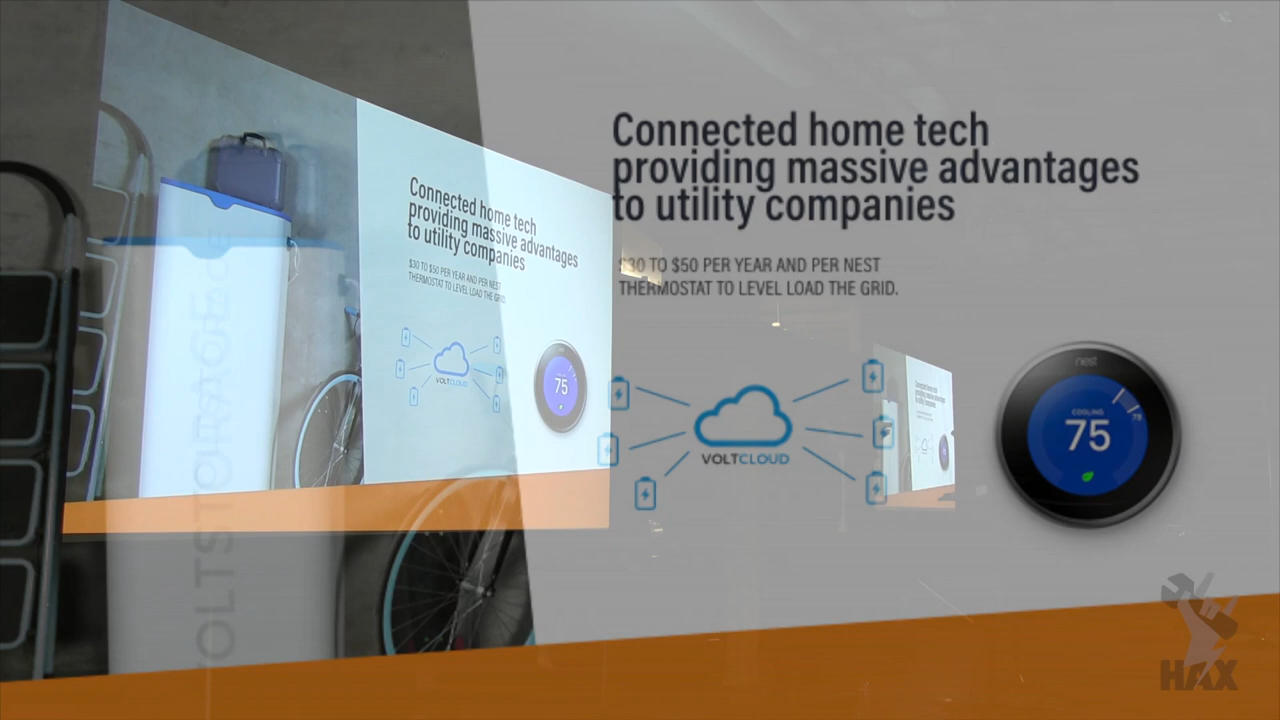 Connected home tech
providing massive advantages
to utility companies
$30 TO $50 PER YEAR AND PER NEST
THERMOSTAT TO LEVEL LOAD THE GRID.
VOLTCLOUD
nest
COOLING
75
75
HAX
Connected home tech
providing massive advantages
to utility companies
$30 TO $50 PER YEAR AND PER NEST
THERMOSTAT TO LEVEL LOAD THE GRID.
VOLTCLOUD
75